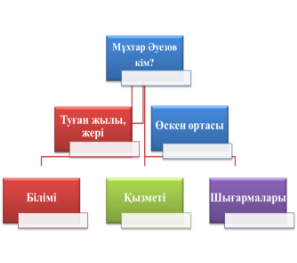 Мұхтар Әуезов
кім?
Туған жылы,
жері
Өскен ортасы
Білімі
Қызметі
Шығармалары